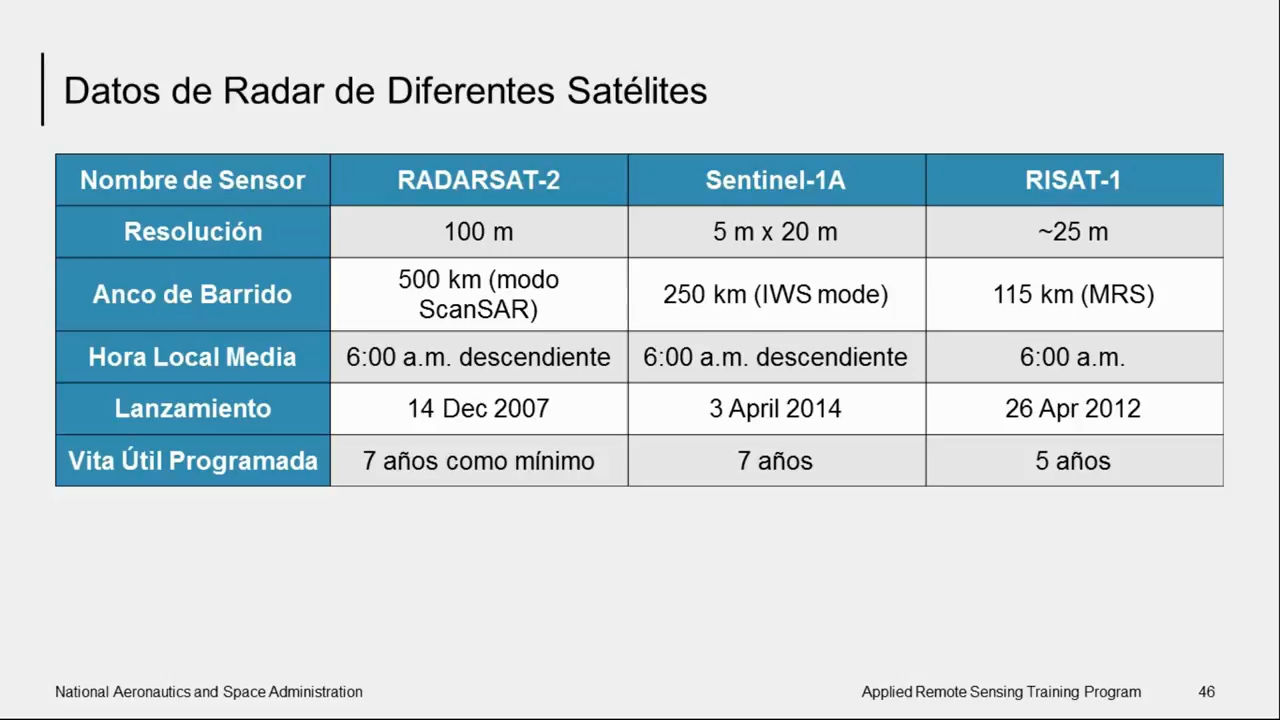 Datos de Radar de Diferentes Satélites
Nombre de Sensor RADARSAT-2 Sentinel-1A RISAT-1
Resolución 100 m 5 m x 20 m ~25 m
Anco de Barrido 500 km (modo ScanSAR) 250 km (IWS mode) 115 km (MRS)
Hora Local Media 6:00 a.m. descendiente 6:00 a.m. descendiente 6:00 a.m.
Lanzamiento 14 Dec 2007 3 April 2014 26 Apr 2012
Vita Útil Programada 7 años como mínimo 7 años 5 años
National Aeronautics and Space Administration Applied Remote Sensing Training Program 46